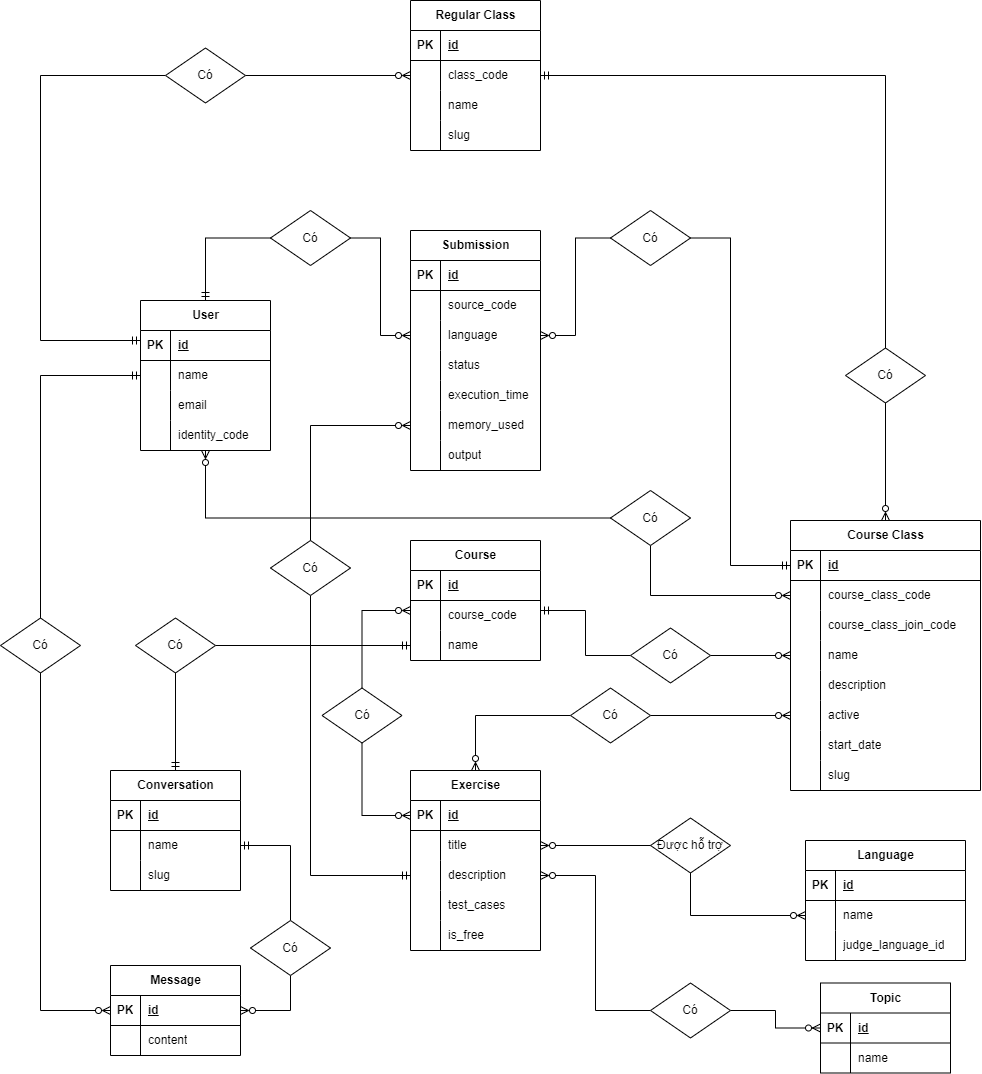 Regular Class
PK id
class_code
name
slug
Có
Có
Submission
PK id
source_code
language
status
execution_time
memory_used
output
Có
User
PK id
name
email
identity_code
Có
Có
Course Class
PK id
course_class_code
course_class_join_code
name
description
active
start_date
slug
Có
Course
PK id
course_code
name
Có
Có
Có
Có
Có
Conversation
PK id
name
slug
Exercise
PK id
title
description
test_cases
is_free
Được hỗ trợ
Language
PK id
name
judge_language_id
Có
Message
PK id
content
Có
Topic
PK id
name